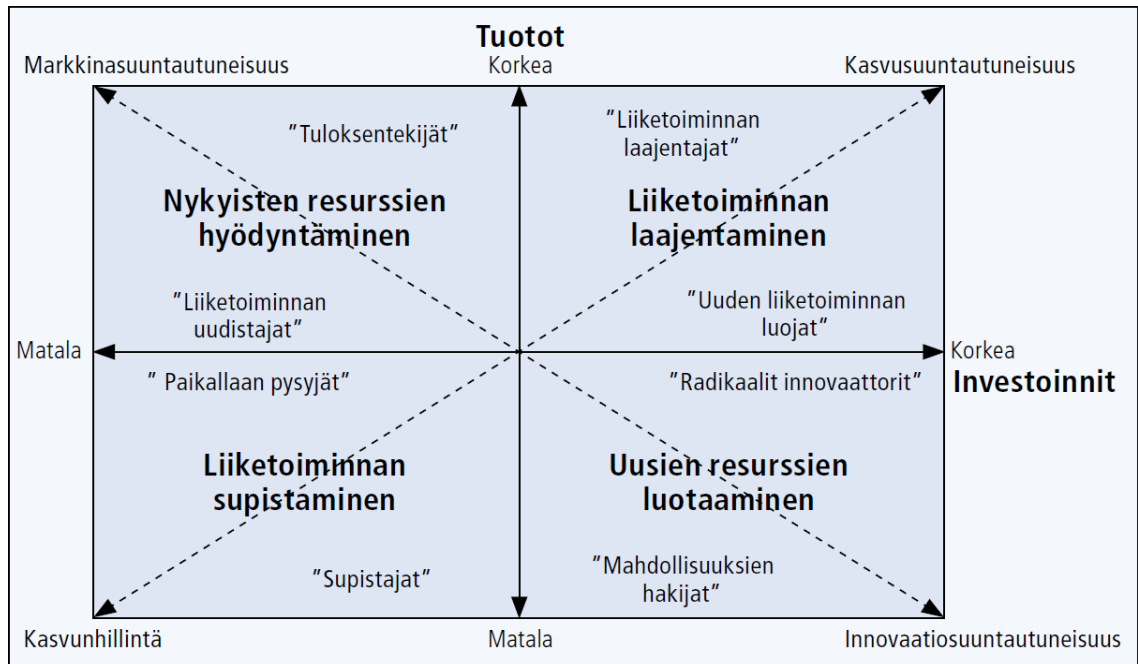 Tuotot
Markkinasuuntautuneisuus
Korkea
Kasvusuuntautuneisuus
"Tuloksentekijät"
"Liiketoiminnan
laajentajat"
Nykyisten resurssien
hyödyntäminen
Liiketoiminnan
laajentaminen
"Liiketoiminnan
uudistajat"
"Uuden liiketoiminnan
luojat"
Matala
Korkea
Investoinnit
" Paikallaan pysyjät"
"Radikaalit innovaattorit"
Liiketoiminnan
supistaminen
Uusien resurssien
luotaaminen
"Supistajat"
"Mahdollisuuksien
hakijat"
Kasvunhillintä
Matala
Innovaatiosuuntautuneisuus